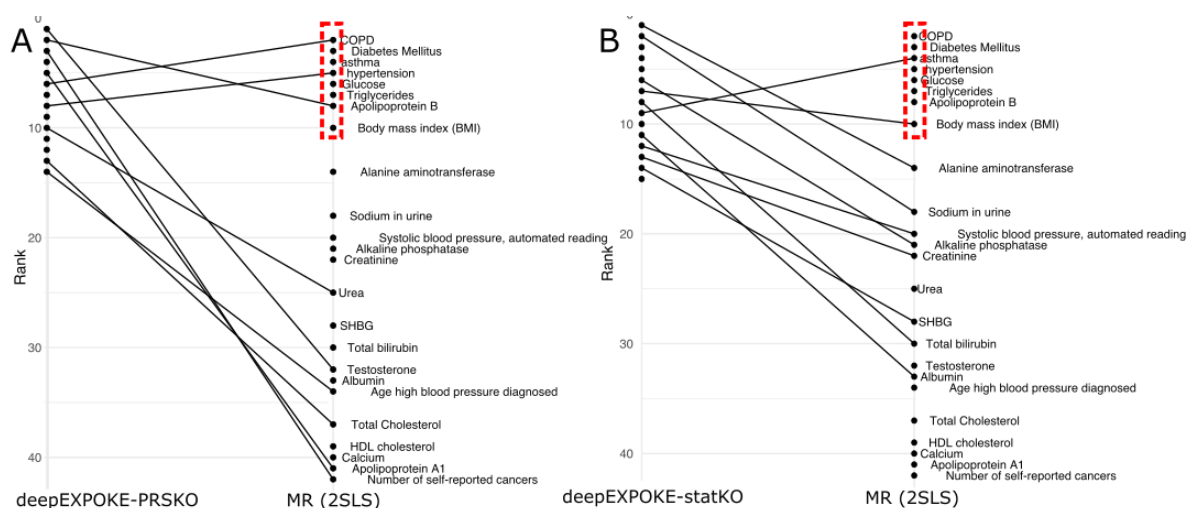 A
0
10
20
30
40
Rank
COPD
Diabetes Mellitus
asthma
hypertension
Glucose
Triglycerides
Apolipoprotein B
Body mass index (BMI)
Alanine aminotransferase
Sodium in urine
Systolic blood pressure, automated reading
Alkaline phosphatase
Creatinine
Urea
SHBG
Total bilirubin
Testosterone
Albumin
Age high blood pressure diagnosed
Total Cholesterol
HDL cholesterol
Calcium
Apolipoprotein A1
Number of self-reported cancers
deepEXPOKE-PRSKO
MR (2SLS)
B
10
20
30
40
Rank
COPD
Diabetes Mellitus
asthma
hypertension
Glucose
Triglycerides
Apolipoprotein B
Body mass index (BMI)
Alanine aminotransferase
Sodium in urine
Systolic blood pressure, automated reading
Alkaline phosphatase
Creatinine
Urea
SHBG
Total bilirubin
Testosterone
Albumin
Age high blood pressure diagnosed
Total Cholesterol
HDL cholesterol
Calcium
Apolipoprotein A1
Number of self-reported cancers
deepEXPOKE-statKO
MR (2SLS)